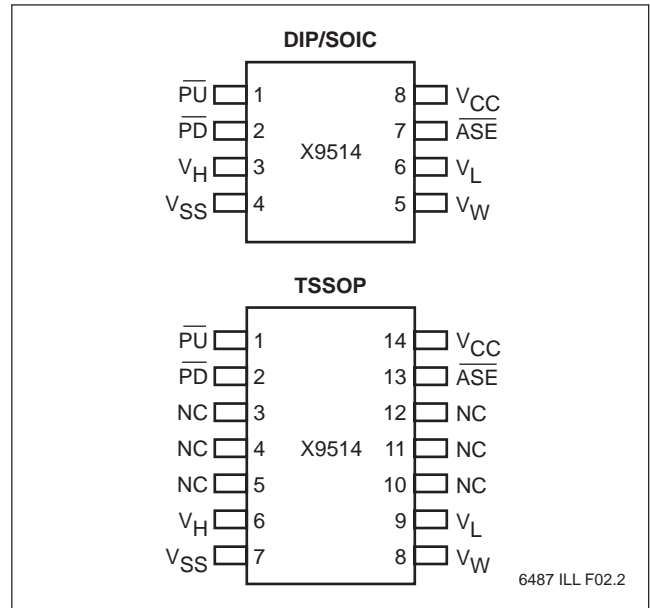 DIP/SOIC
PU 1 8 VCC
PD 2 7 ASE
X9514
VH 3 6 VL
VSS 4 5 VW
TSSOP
PU 1 14 VCC
PD 2 13 ASE
NC 3 12 NC
NC 4 X9514 11 NC
NC 5 10 NC
VH 6 9 VL
VSS 7 8 VW
6487 ILL F02.2